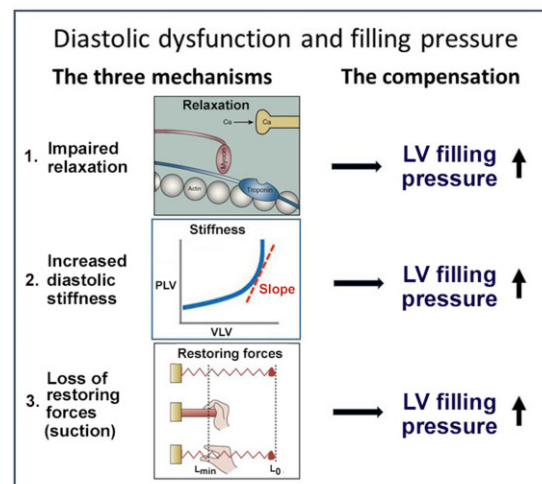 Diastolic dysfunction and filling pressure
The three mechanisms
The compensation
1. Impaired
relaxation
Relaxation
Ca
Ca
Myosin
Actin
Troponin
LV filling
pressure
2. Increased
diastolic
stiffness
Stiffness
PLV
Slope
VLV
LV filling
pressure
3. Loss of
restoring
forces
(suction)
Restoring forces
Lmin
L0
LV filling
pressure